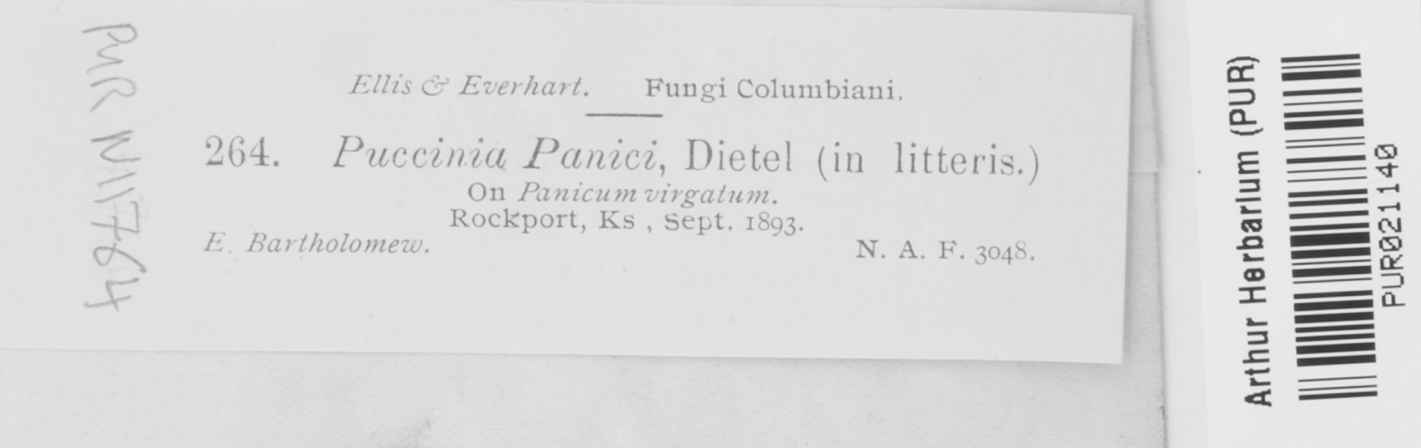 Ellis & Everhart. Fungi Columbiani.
264. Puccinia Panici, Dietel (in litteris.)
On Panicum virgatum.
Rockport, Ks , Sept. 1893.
E. Bartholomew. N. A. F. 3048.
PUR N11764
Arthur Herbarium (PUR)
PUR021140